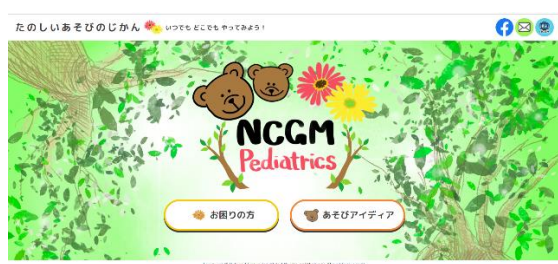 たのしいあそびのじかん いつでも どこでも やってみよう!
NCGM
Pediatrics
お困りの方
あそびアイディア